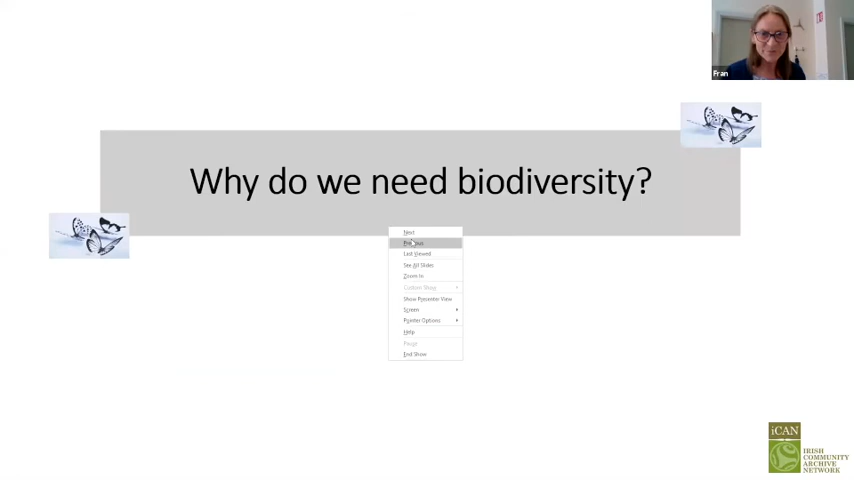 Fran
Why do we need biodiversity?
Next
Previous
Last Viewed
See All Slides
Zoom In
Custom Show
Show Presenter View
Screen
Pointer Options
Help
Pause
End Show
iCAN
IRISH
COMMUNITY
ARCHIVE
NETWORK